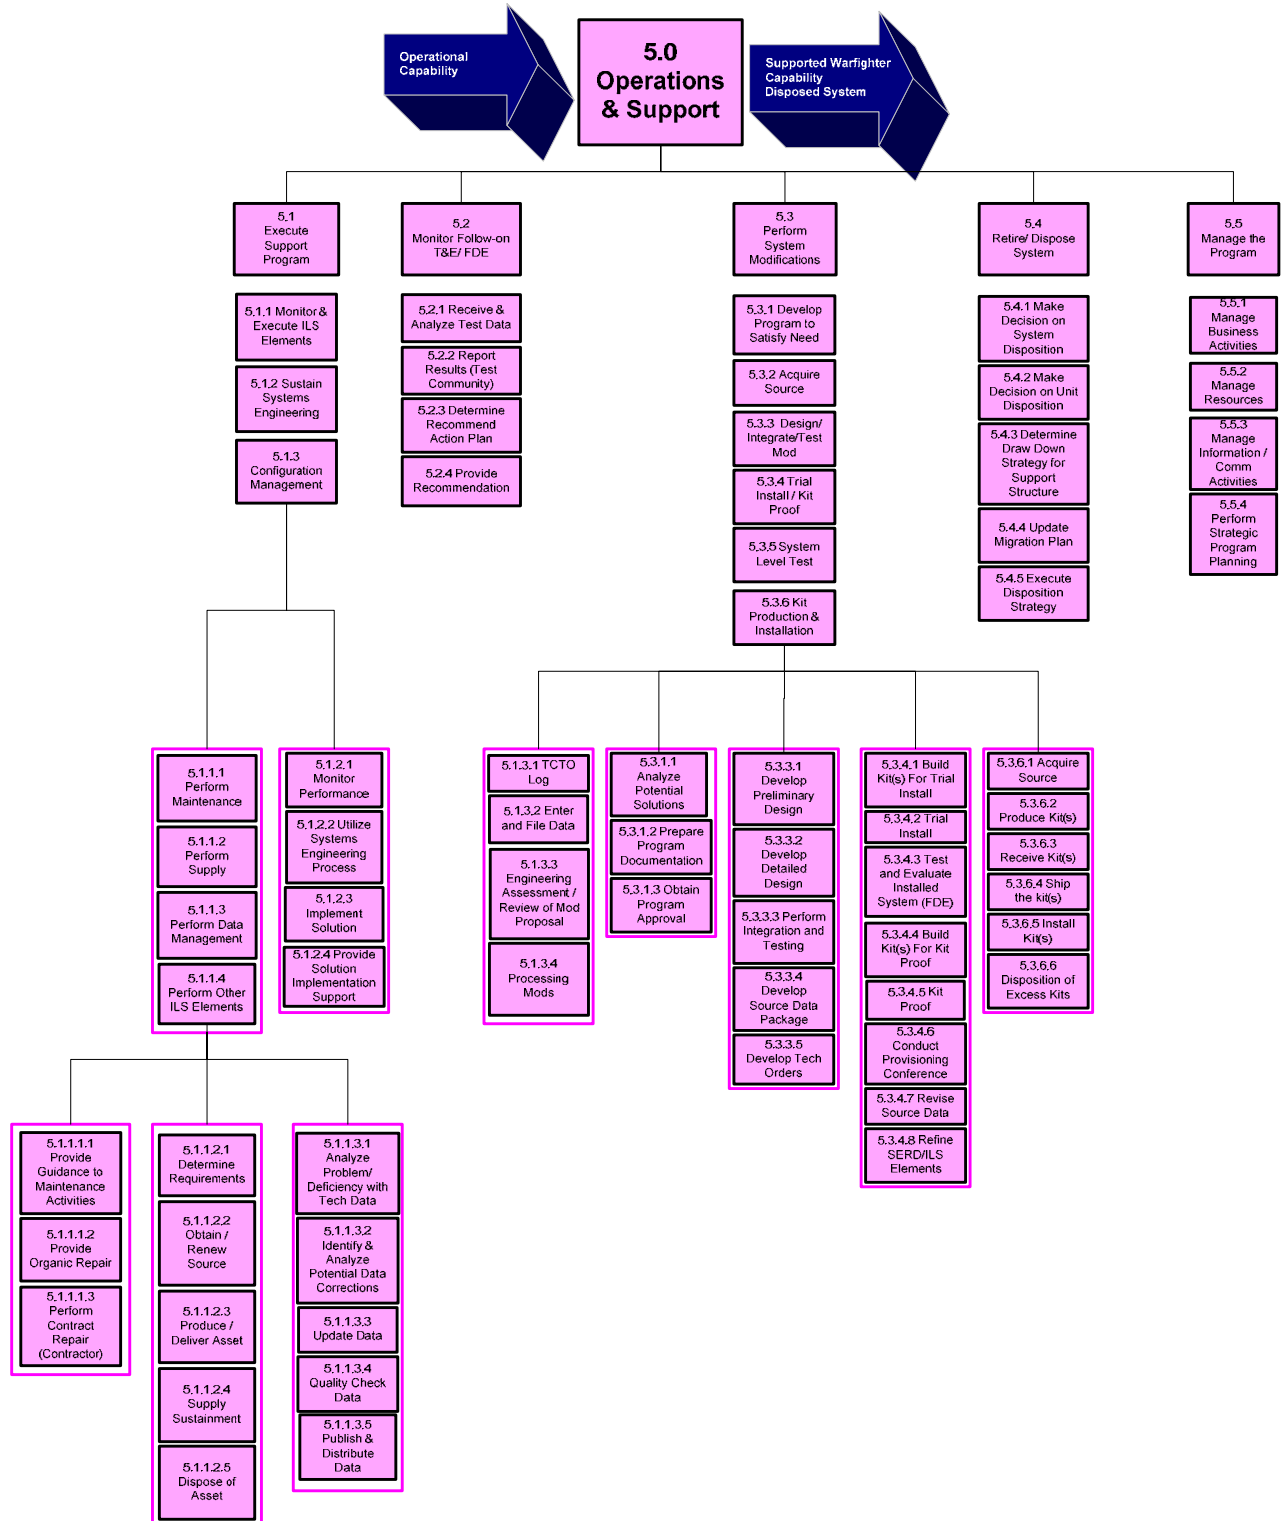 Operational
Capability
5.0
Operations
& Support
Supported Warfighter
Capability
Disposed System
5.1
Execute
Support
Program
5.2
Monitor Follow-on
T&E/ FDE
5.3
Perform
System
Modifications
5.4
Retire/ Dispose
System
5.5
Manage the
Program
5.1.1 Monitor &
Execute ILS
Elements
5.1.2 Sustain
Systems
Engineering
5.1.3
Configuration
Management
5.2.1 Receive &
Analyze Test Data
5.2.2 Report
Results (Test
Community)
5.2.3 Determine
Recommend
Action Plan
5.2.4 Provide
Recommendation
5.3.1 Develop
Program to
Satisfy Need
5.3.2 Acquire
Source
5.3.3 Design/
Integrate/Test
Mod
5.3.4 Trial
Install / Kit
Proof
5.3.5 System
Level Test
5.3.6 Kit
Production &
Installation
5.4.1 Make
Decision on
System
Disposition
5.4.2 Make
Decision on Unit
Disposition
5.4.3 Determine
Draw Down
Strategy for
Support
Structure
5.4.4 Update
Migration Plan
5.4.5 Execute
Disposition
Strategy
5.5.1
Manage
Business
Activities
5.5.2
Manage
Resources
5.5.3
Manage
Information /
Comm
Activities
5.5.4
Perform
Strategic
Program
Planning
5.1.1.1
Perform
Maintenance
5.1.1.2
Perform
Supply
5.1.1.3
Perform Data
Management
5.1.1.4
Perform Other
ILS Elements
5.1.2.1
Monitor
Performance
5.1.2.2 Utilize
Systems
Engineering
Process
5.1.2.3
Implement
Solution
5.1.2.4 Provide
Solution
Implementation
Support
5.1.3.1 TCTO
Log
5.1.3.2 Enter
and File Data
5.1.3.3
Engineering
Assessment /
Review of Mod
Proposal
5.1.3.4
Processing
Mods
5.3.1.1
Analyze
Potential
Solutions
5.3.1.2 Prepare
Program
Documentation
5.3.1.3 Obtain
Program
Approval
5.3.3.1
Develop
Preliminary
Design
5.3.3.2
Develop
Detailed
Design
5.3.3.3 Perform
Integration and
Testing
5.3.3.4
Develop
Source Data
Package
5.3.3.5
Develop Tech
Orders
5.3.4.1 Build
Kit(s) For Trial
Install
5.3.4.2 Trial
Install
5.3.4.3 Test
and Evaluate
Installed
System (FDE)
5.3.4.4 Build
Kit(s) For Kit
Proof
5.3.4.5 Kit
Proof
5.3.4.6
Conduct
Provisioning
Conference
5.3.4.7 Revise
Source Data
5.3.4.8 Refine
SERD/ILS
Elements
5.3.6.1 Acquire
Source
5.3.6.2
Produce Kit(s)
5.3.6.3
Receive Kit(s)
5.3.6.4 Ship
the kit(s)
5.3.6.5 Install
Kit(s)
5.3.6.6
Disposition of
Excess Kits
5.1.1.1.1
Provide
Guidance to
Maintenance
Activities
5.1.1.1.2
Provide
Organic Repair
5.1.1.1.3
Perform
Contract
Repair
(Contractor)
5.1.1.2.1
Determine
Requirements
5.1.1.2.2
Obtain /
Renew
Source
5.1.1.2.3
Produce /
Deliver Asset
5.1.1.2.4
Supply
Sustainment
5.1.1.2.5
Dispose of
Asset
5.1.1.3.1
Analyze
Problem/
Deficiency with
Tech Data
5.1.1.3.2
Identify &
Analyze
Potential Data
Corrections
5.1.1.3.3
Update Data
5.1.1.3.4
Quality Check
Data
5.1.1.3.5
Publish &
Distribute
Data